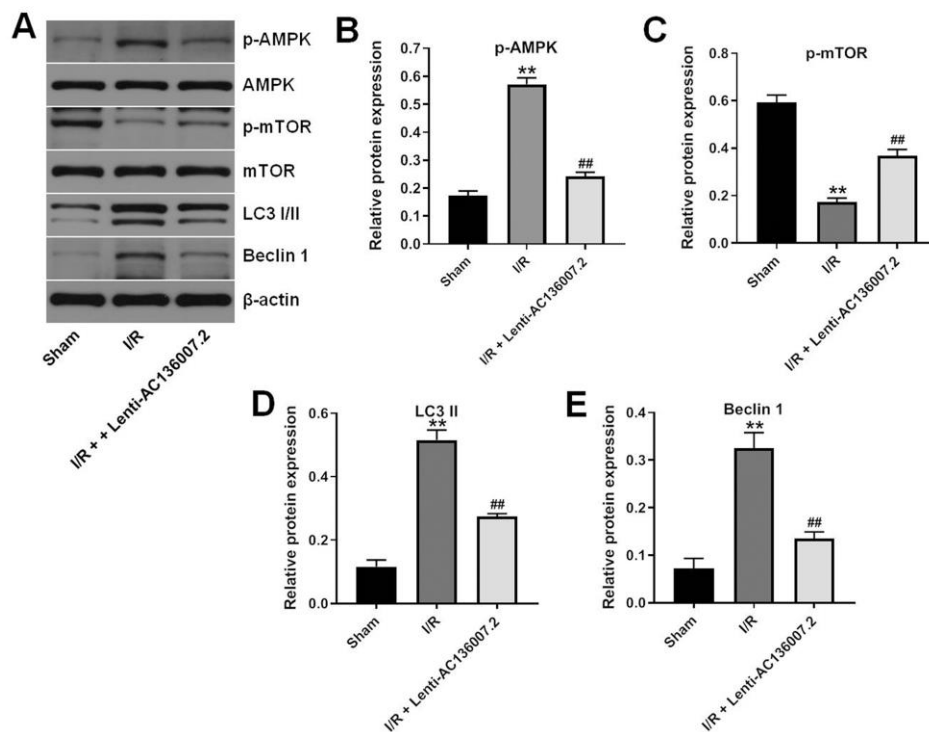 A
p-AMPK
AMPK
p-mTOR
mTOR
LC3 I/II
Beclin 1
β-actin
Sham
I/R
I/R + + Lenti-AC136007.2
B
p-AMPK
Relative protein expression
0.8
0.6
0.4
0.3
0.2
0.1
0.0
**
##
Sham
I/R
I/R + Lenti-AC136007.2
C
p-mTOR
Relative protein expression
0.8
0.6
0.4
0.2
0.0
**
##
Sham
I/R
I/R + Lenti-AC136007.2
D
LC3 II
Relative protein expression
0.6
0.4
0.2
0.0
**
##
Sham
I/R
I/R + Lenti-AC136007.2
E
Beclin 1
Relative protein expression
0.4
0.3
0.2
0.1
0.0
**
##
Sham
I/R
I/R + Lenti-AC136007.2